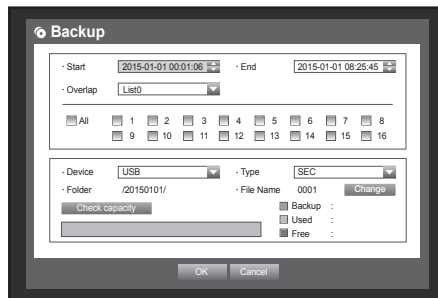 Backup
· Start 2015-01-01 00:01:06 · End 2015-01-01 08:25:45
· Overlap List0
All 1 2 3 4 5 6 7 8
9 10 11 12 13 14 15 16
· Device USB · Type SEC
· Folder /20150101/ · File Name 0001 Change
Check capacity Backup :
Used :
Free :
OK Cancel